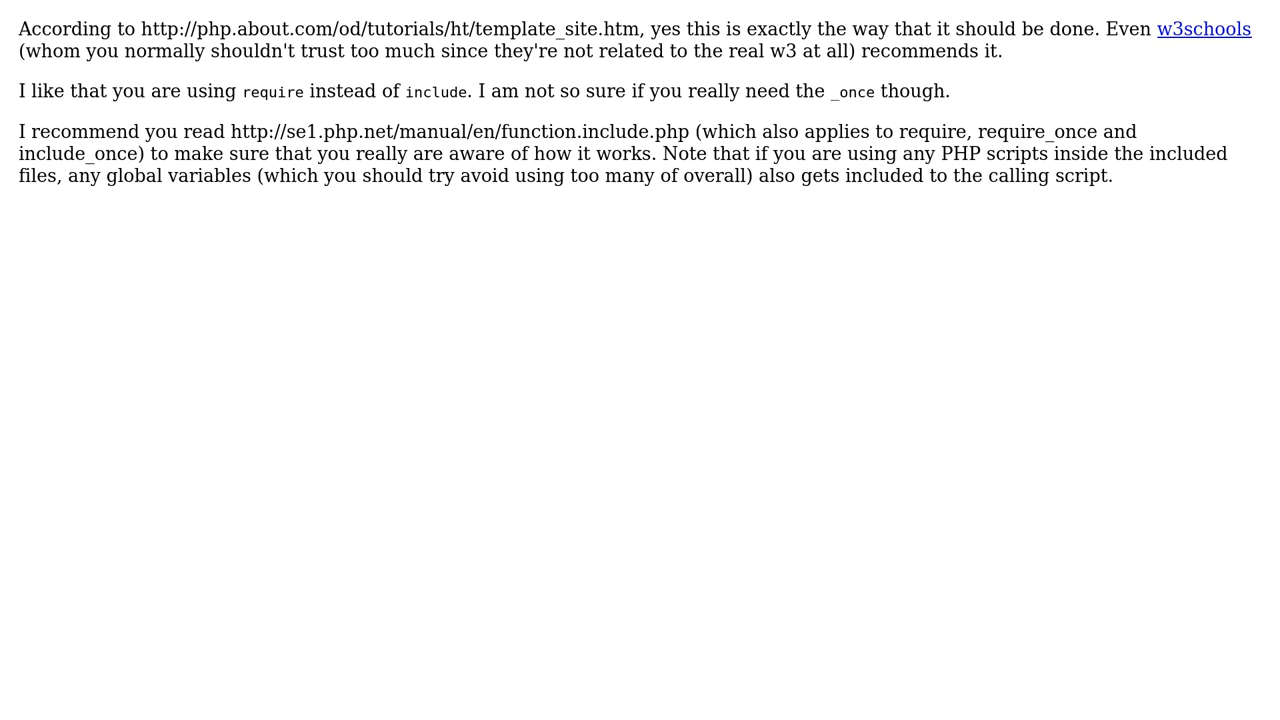 According to http://php.about.com/od/tutorials/ht/template_site.htm, yes this is exactly the way that it should be done. Even w3schools
(whom you normally shouldn't trust too much since they're not related to the real w3 at all) recommends it.
I like that you are using require instead of include. I am not so sure if you really need the _once though.
I recommend you read http://se1.php.net/manual/en/function.include.php (which also applies to require, require_once and
include_once) to make sure that you really are aware of how it works. Note that if you are using any PHP scripts inside the included
files, any global variables (which you should try avoid using too many of overall) also gets included to the calling script.